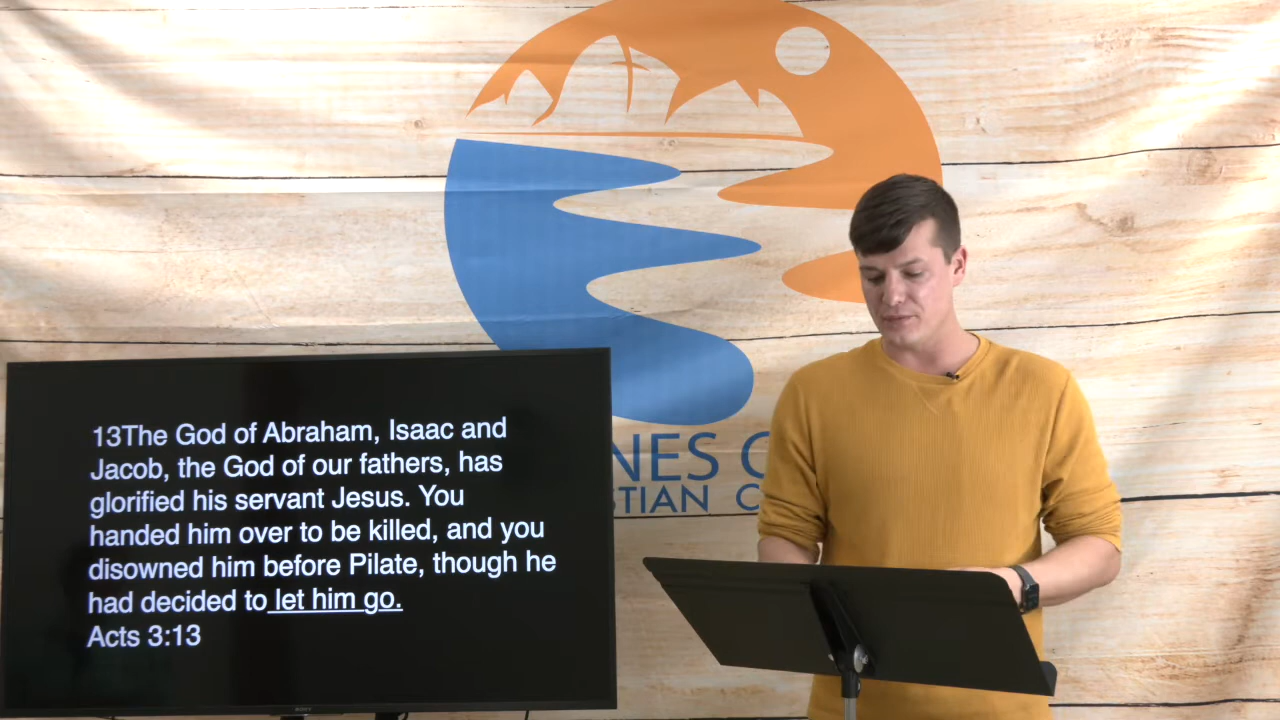 13The God of Abraham, Isaac and
Jacob, the God of our fathers, has
glorified his servant Jesus. You
handed him over to be killed, and you
disowned him before Pilate, though he
had decided to let him go.
Acts 3:13
SONY